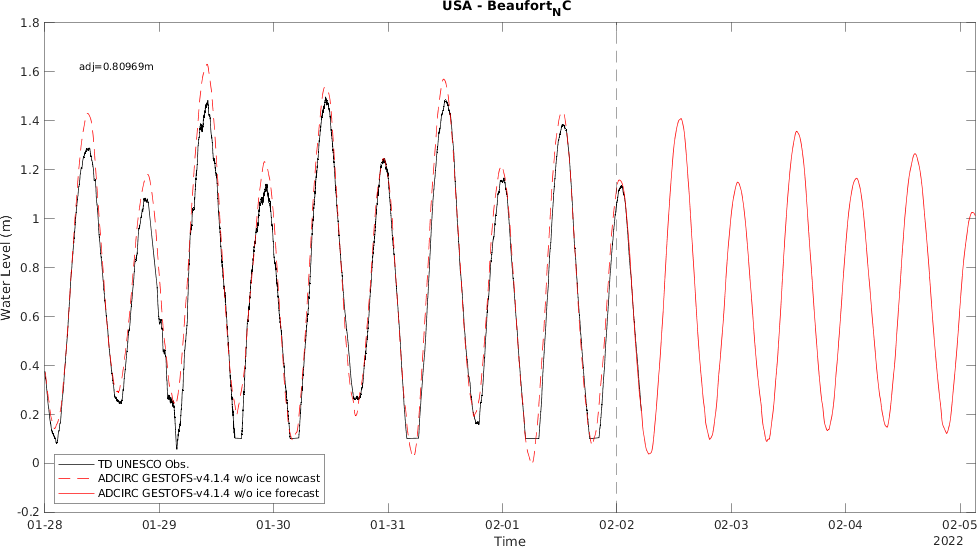 USA - Beaufort_NC
adj=0.80969m
Water Level (m)
1.8
1.6
1.4
1.2
1
0.8
0.6
0.4
0.2
0
-0.2
TD UNESCO Obs.
ADCIRC GESTOFS-v4.1.4 w/o ice nowcast
ADCIRC GESTOFS-v4.1.4 w/o ice forecast
01-28 01-29 01-30 01-31 02-01 02-02 02-03 02-04 02-05
Time
2022